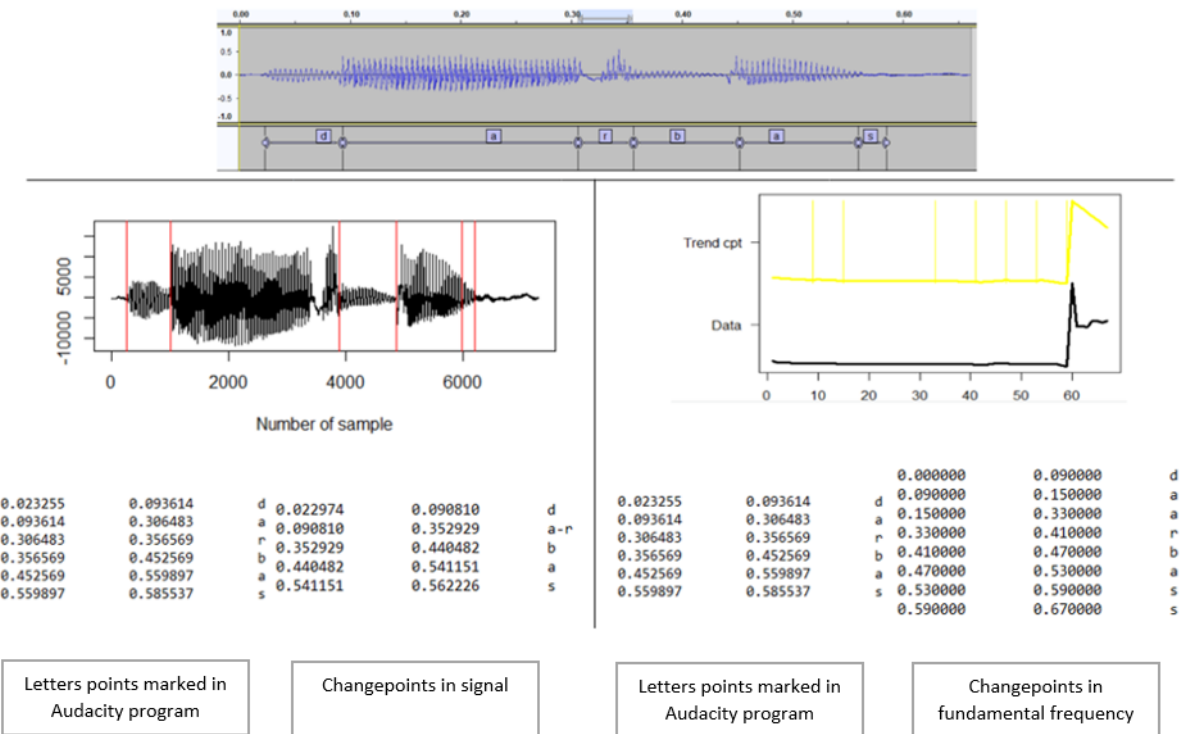 0.00 0.10 0.20 0.30 0.40 0.50 0.60
1.0
0.5
0.0
-0.5
-1.0
d a r b a s
5000
-10000
0 2000 4000 6000
Number of sample
Trend cpt
Data
0 10 20 30 40 50 60
0.023255 0.093614 d
0.093614 0.306483 a
0.306483 0.356569 r
0.356569 0.452569 b
0.452569 0.559897 a
0.559897 0.585537 s
0.022974 0.090810 d
0.090810 0.352929 a-r
0.352929 0.440482 b
0.440482 0.541151 a
0.541151 0.562226 s
0.023255 0.093614 d
0.093614 0.306483 a
0.306483 0.356569 r
0.356569 0.452569 b
0.452569 0.559897 a
0.559897 0.585537 s
0.000000 0.090000 d
0.090000 0.150000 a
0.150000 0.330000 a
0.330000 0.410000 r
0.410000 0.470000 b
0.470000 0.530000 a
0.530000 0.590000 s
0.590000 0.670000 s
Letters points marked in
Audacity program
Changepoints in signal
Letters points marked in
Audacity program
Changepoints in
fundamental frequency